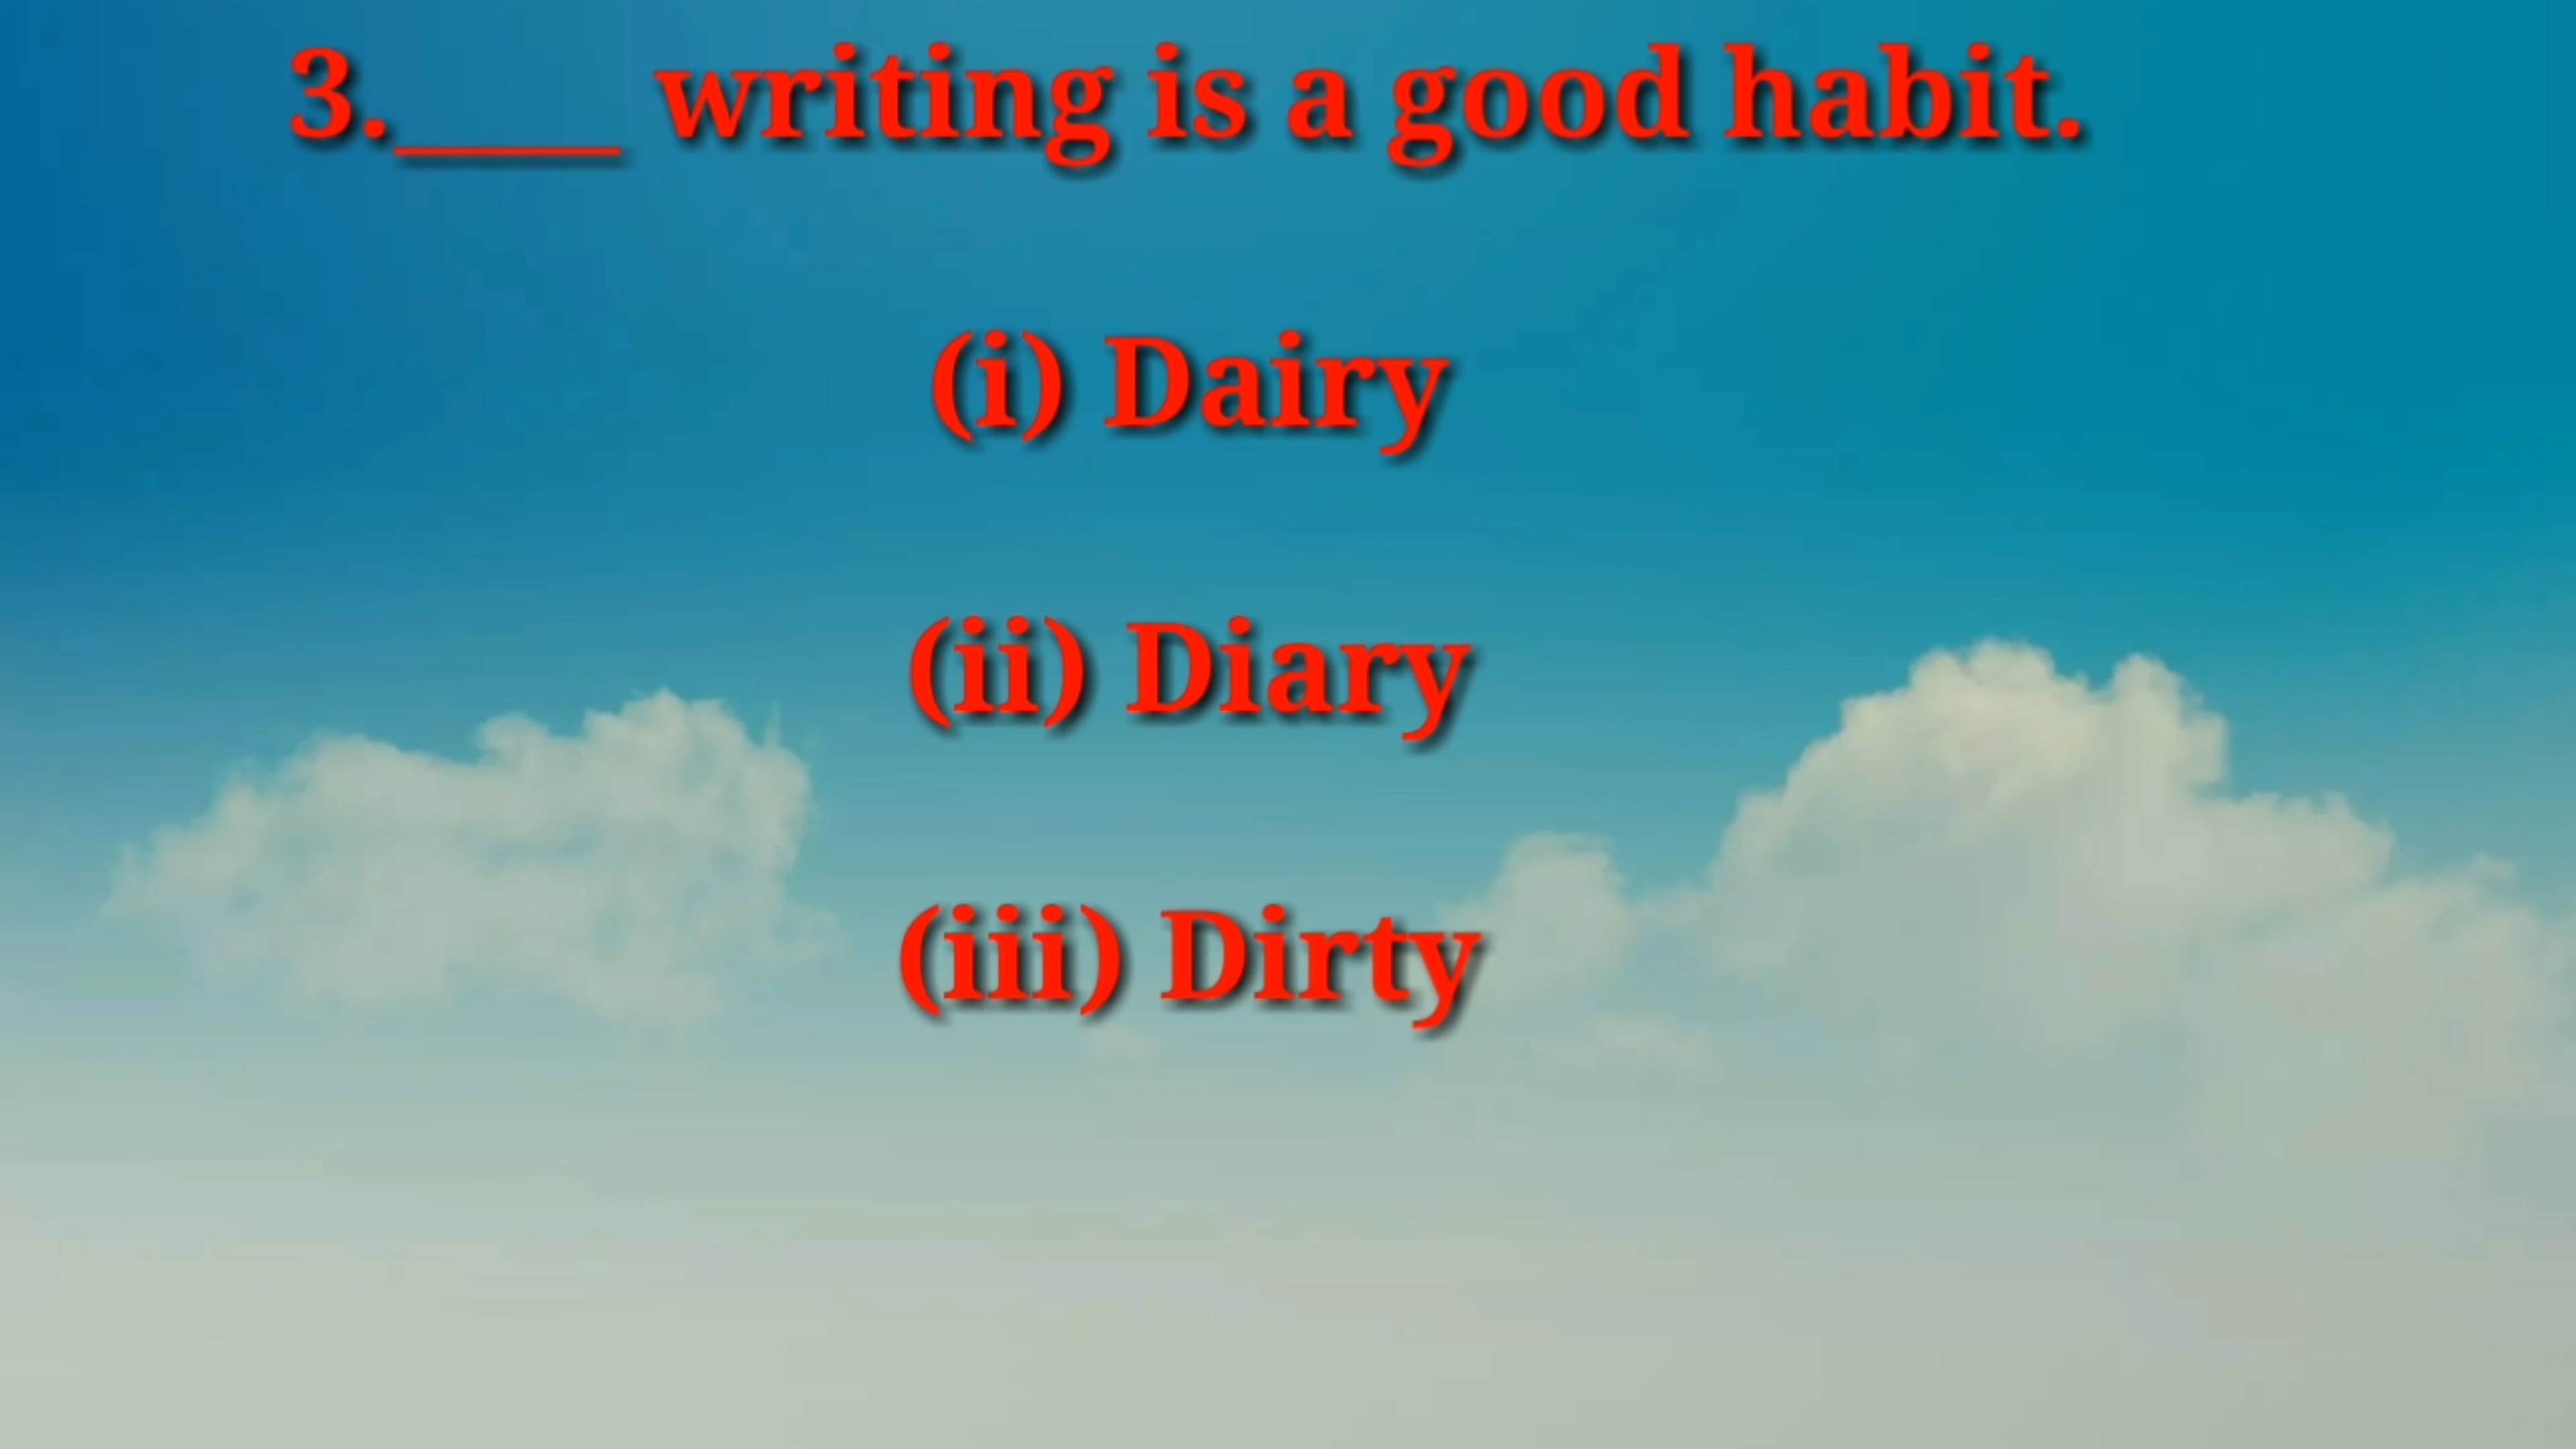 3.____ writing is a good habit.
(i) Dairy
(ii) Diary
(iii) Dirty